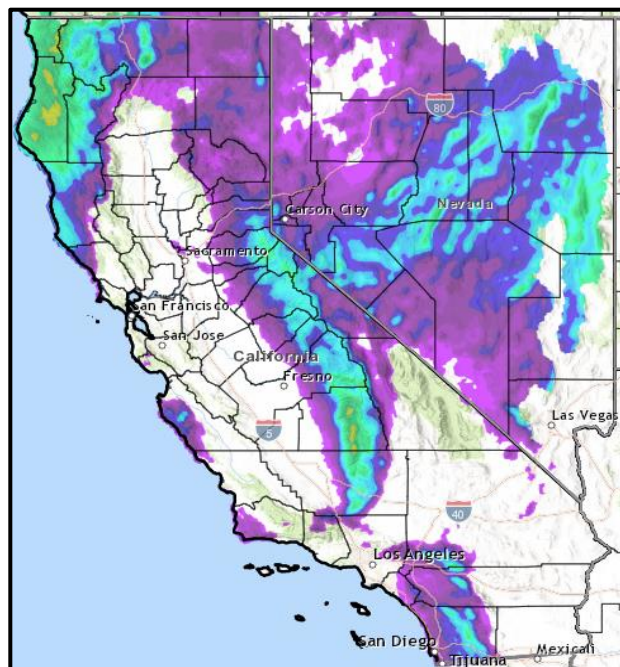 80
Nevada
Carson City
Sacramento
San Francisco
San Jose
California
Fresno
5
Las Vegas
40
Los Angeles
San Diego
Tijuana
Mexicali